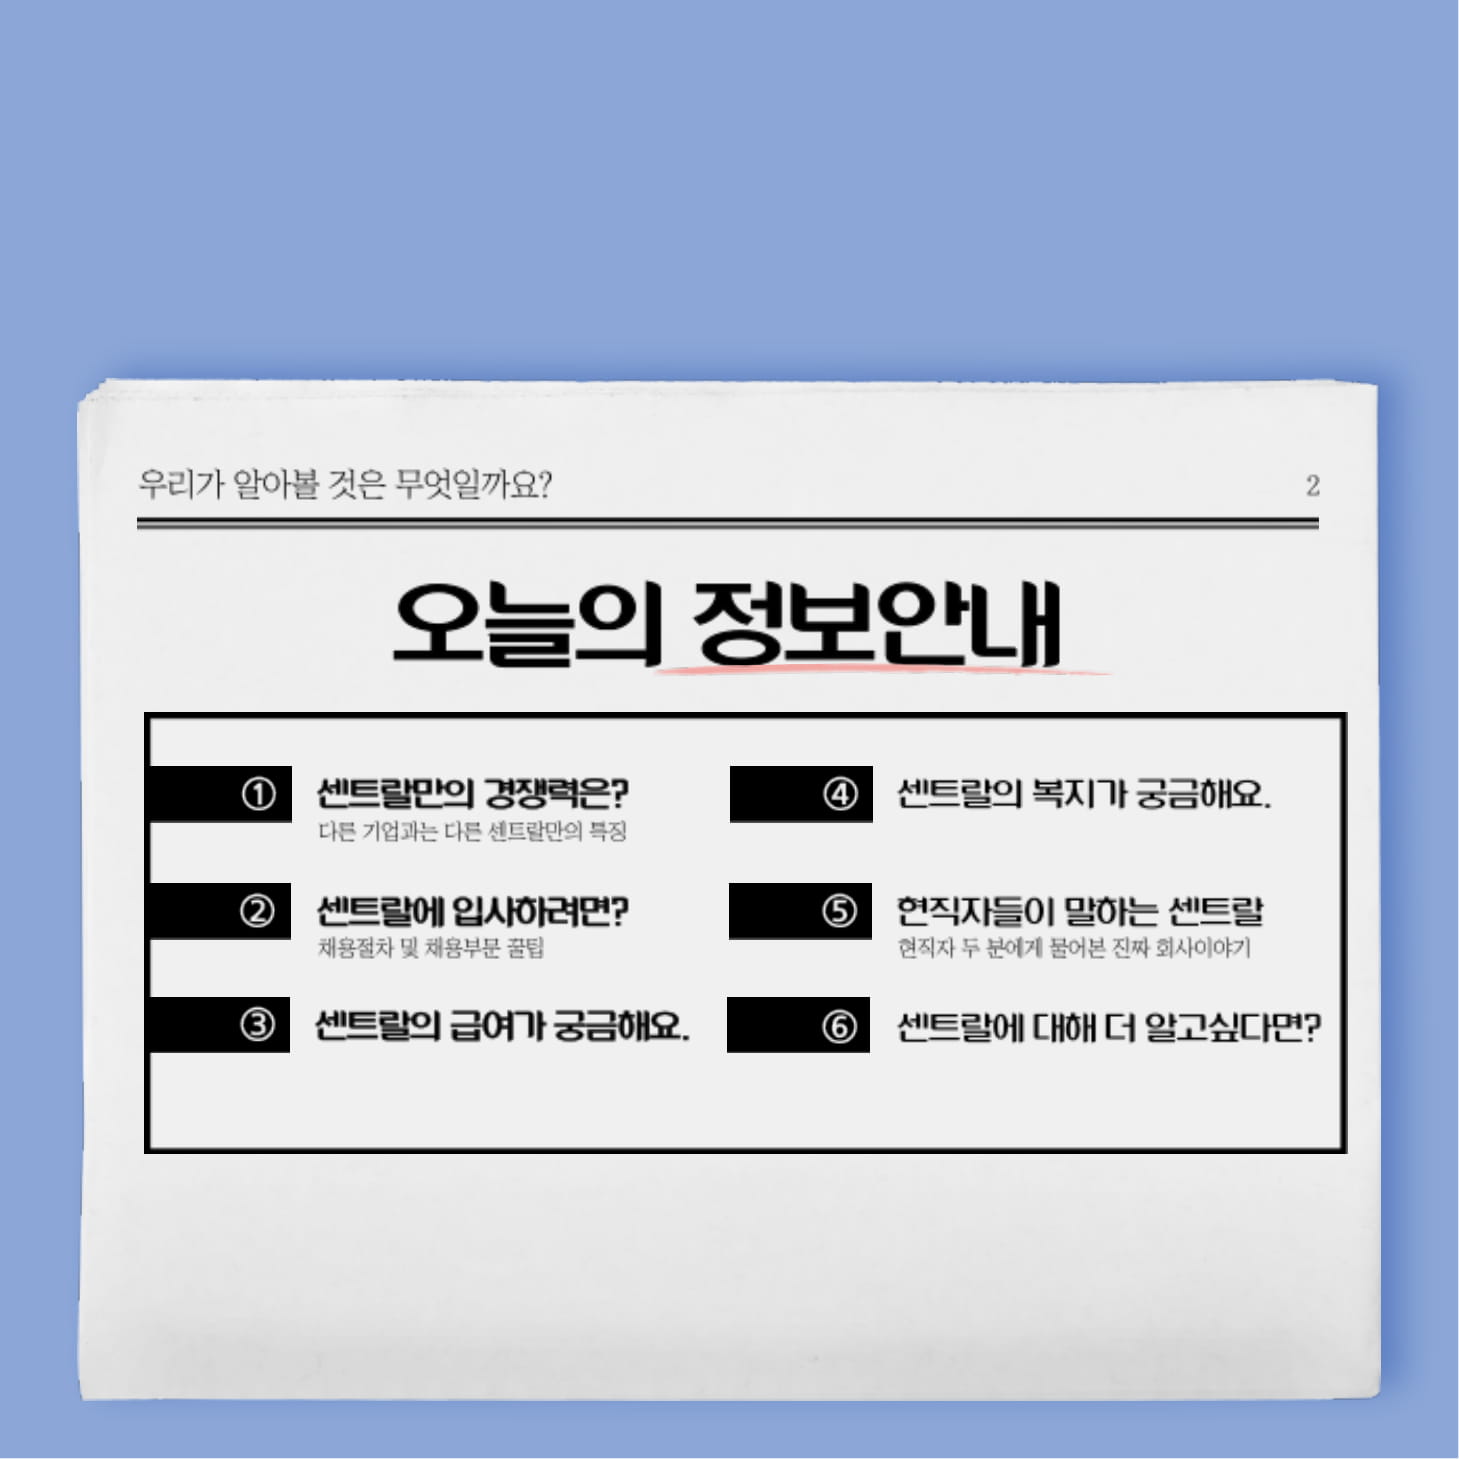 우리가 알아볼 것은 무엇일까요?
2
오늘의 정보안내
① 센트랄만의 경쟁력은?
다른 기업과는 다른 센트랄만의 특징
② 센트랄에 입사하려면?
채용절차 및 채용부문 꿀팁
③ 센트랄의 급여가 궁금해요.
④ 센트랄의 복지가 궁금해요.
⑤ 현직자들이 말하는 센트랄
현직자 두 분에게 물어본 진짜 회사이야기
⑥ 센트랄에 대해 더 알고싶다면?